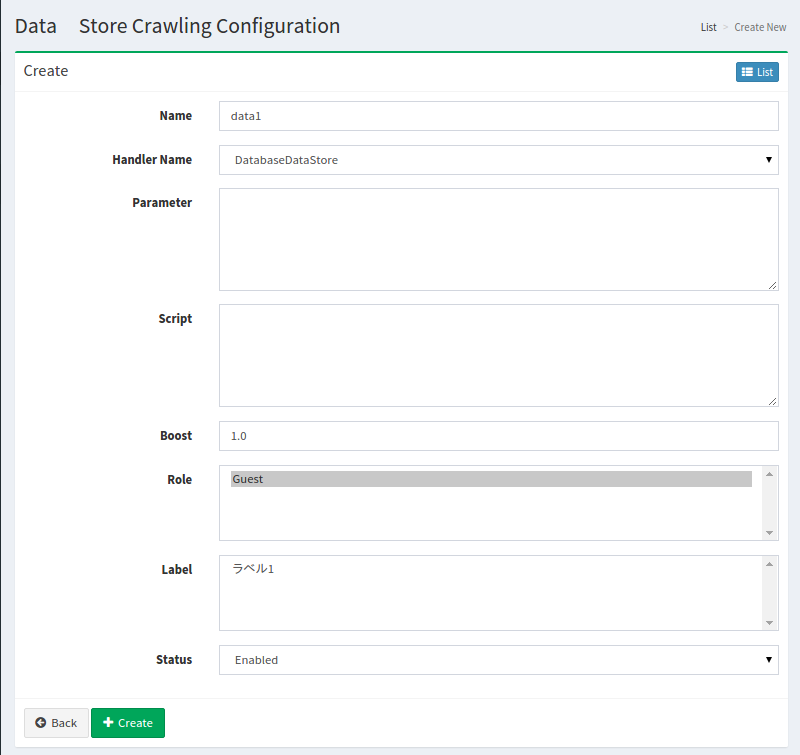 Data Store Crawling Configuration
List > Create New
Create
List
Name
data1
Handler Name
DatabaseDataStore
Parameter
Script
Boost
1.0
Role
Guest
Label
ラベル1
Status
Enabled
Back
Create